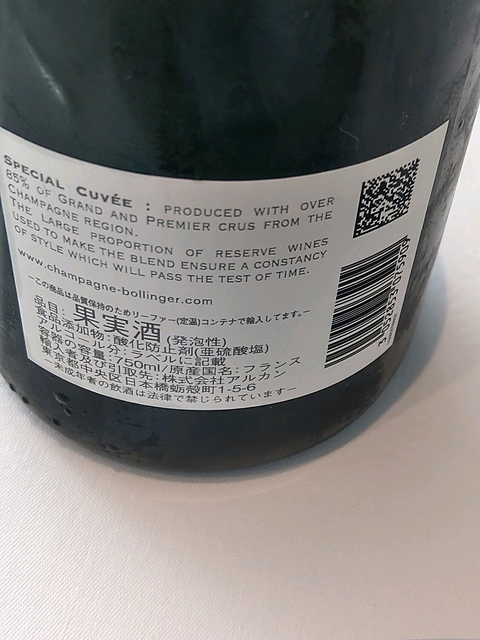 SPECIAL CUVÉE : PRODUCED WITH OVER
85% OF GRAND AND PREMIER CRUS FROM THE
CHAMPAGNE REGION.
THE LARGE PROPORTION OF RESERVE WINES
USED TO MAKE THE BLEND ENSURE A CONSTANCY
OF STYLE WHICH WILL PASS THE TEST OF TIME.
www.champagne-bollinger.com
ーこの商品は品質保持のためリーファー(定温)コンテナで輸入してます。ー
品目:果実酒(発泡性)
食品添加物:酸化防止剤(亜硫酸塩)
アルコール分:ラベルに記載
容器の容量:750ml/原産国名:フランス
輸入者及び引取先:株式会社アルカン
東京都中央区日本橋蛎殻町1-5-6
ー未成年者の飲酒は法律で禁じられていますー